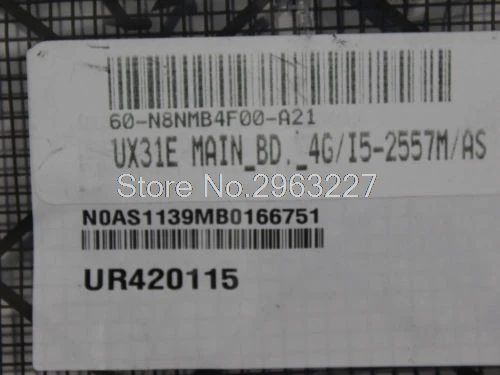 60-N8NMB4F00-A21
UX31E MAIN_BD._4G/I5-2557M/AS
Store No. :2963227
N0AS1139MB0166751
UR420115